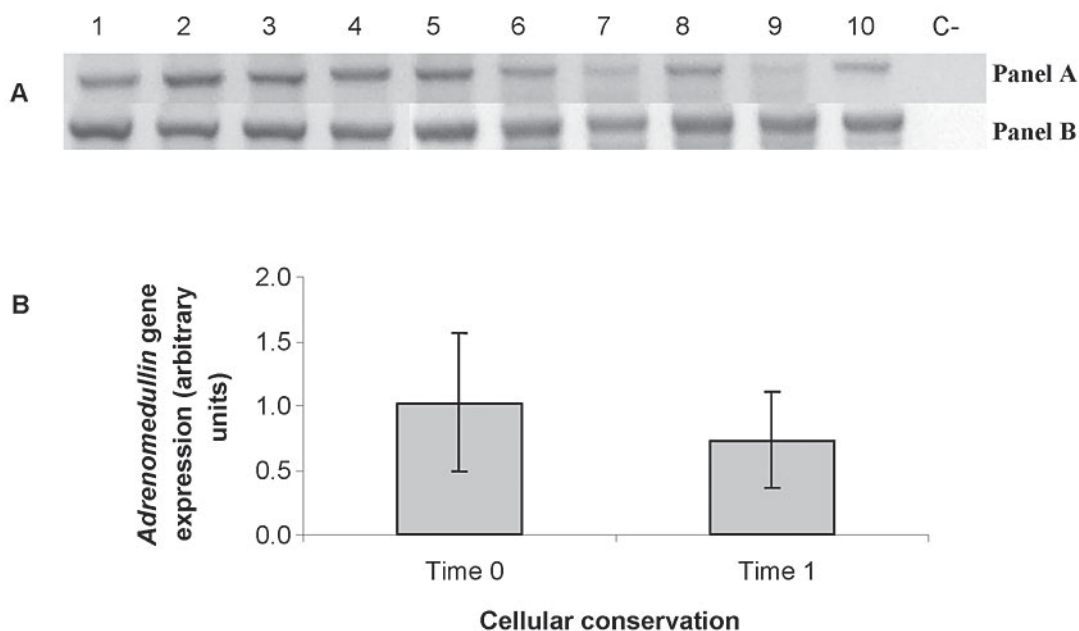 1 2 3 4 5 6 7 8 9 10 C-
A
Panel A
Panel B
B
Adrenomedullin gene
expression (arbitrary
units)
2.0
1.5
1.0
0.5
0.0
Time 0 Time 1
Cellular conservation